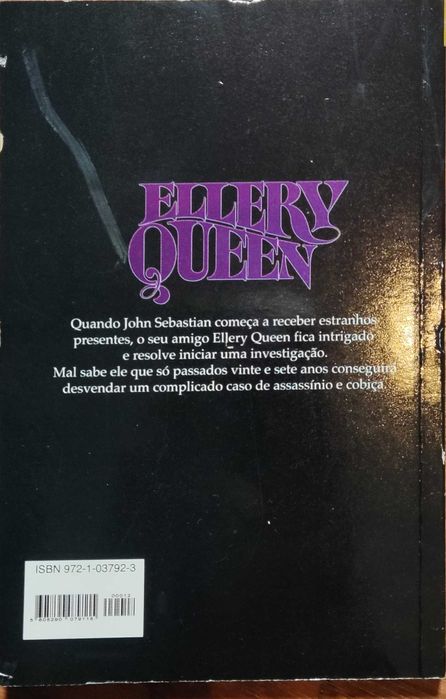 ELLERY
QUEEN
Quando John Sebastian começa a receber estranhos
presentes, o seu amigo Ellery Queen fica intrigado
e resolve iniciar uma investigação.
Mal sabe ele que só passados vinte e sete anos conseguirá
desvendar um complicado caso de assassínio e cobiça
ISBN 972-1-03792-3
00012